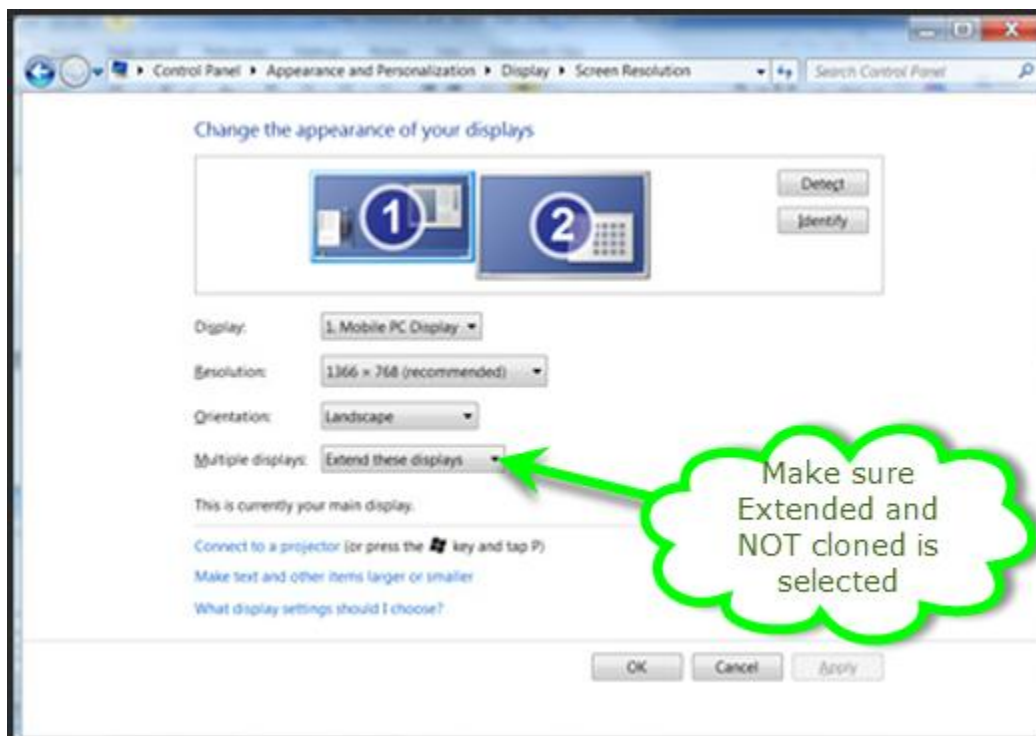 Control Panel ▸ Appearance and Personalization ▸ Display ▸ Screen Resolution
Search Control Panel
Change the appearance of your displays
1
2
Detect
Identify
Display: 1. Mobile PC Display
Resolution: 1366 × 768 (recommended)
Orientation: Landscape
Multiple displays: Extend these displays
This is currently your main display.
Connect to a projector (or press the key and tap P)
Make text and other items larger or smaller
What display settings should I choose?
Make sure
Extended and
NOT cloned is
selected
OK Cancel Apply